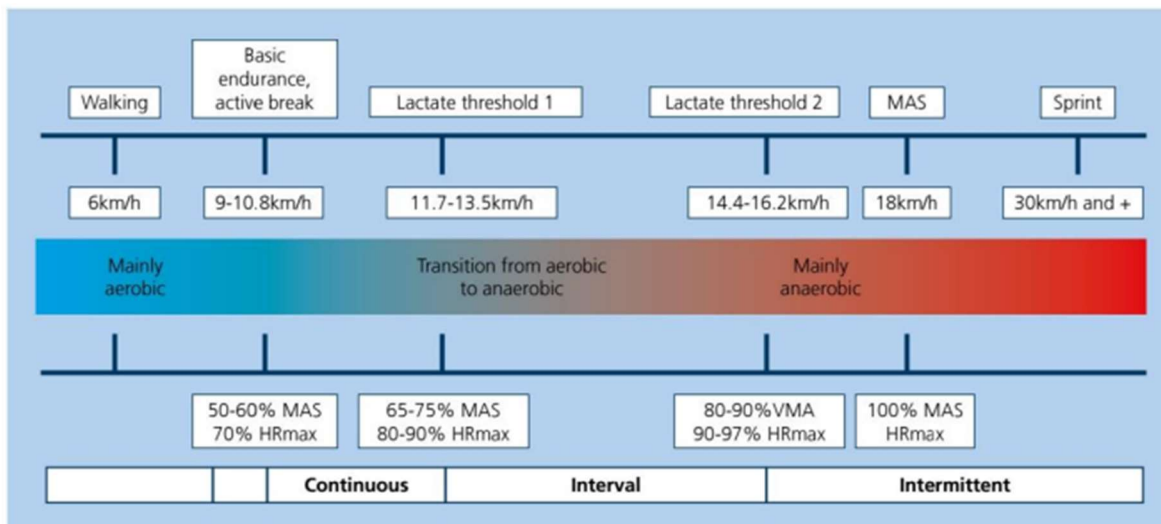 Basic
endurance,
active break
Walking
Lactate threshold 1
Lactate threshold 2
MAS
Sprint
6km/h
9-10.8km/h
11.7-13.5km/h
14.4-16.2km/h
18km/h
30km/h and +
Mainly
aerobic
Transition from aerobic
to anaerobic
Mainly
anaerobic
50-60% MAS
70% HRmax
65-75% MAS
80-90% HRmax
80-90%VMA
90-97% HRmax
100% MAS
HRmax
Continuous
Interval
Intermittent